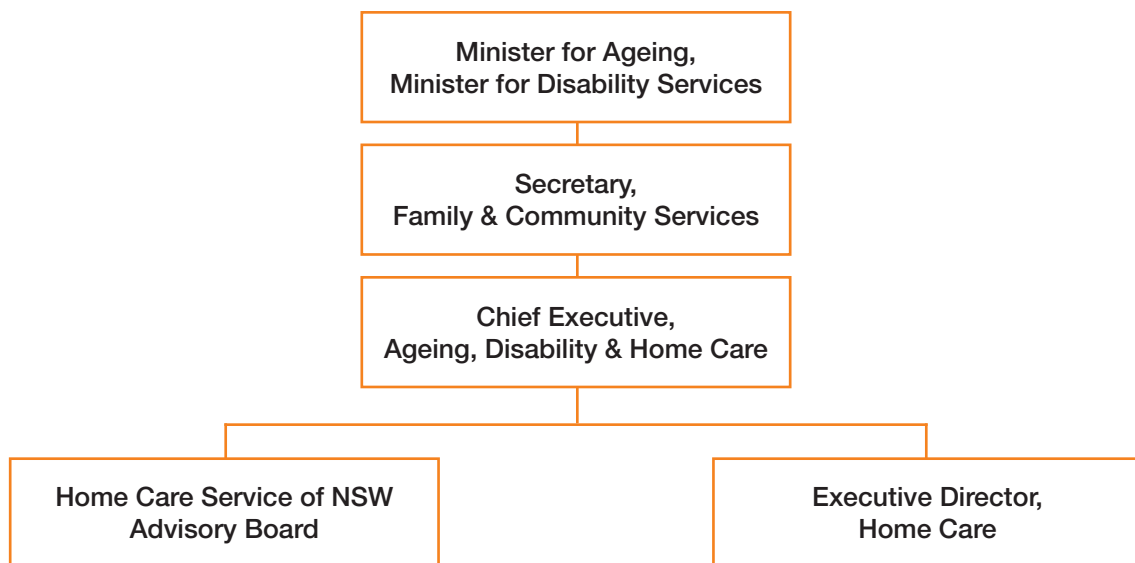 Minister for Ageing,
Minister for Disability Services
Secretary,
Family & Community Services
Chief Executive,
Ageing, Disability & Home Care
Home Care Service of NSW
Advisory Board
Executive Director,
Home Care